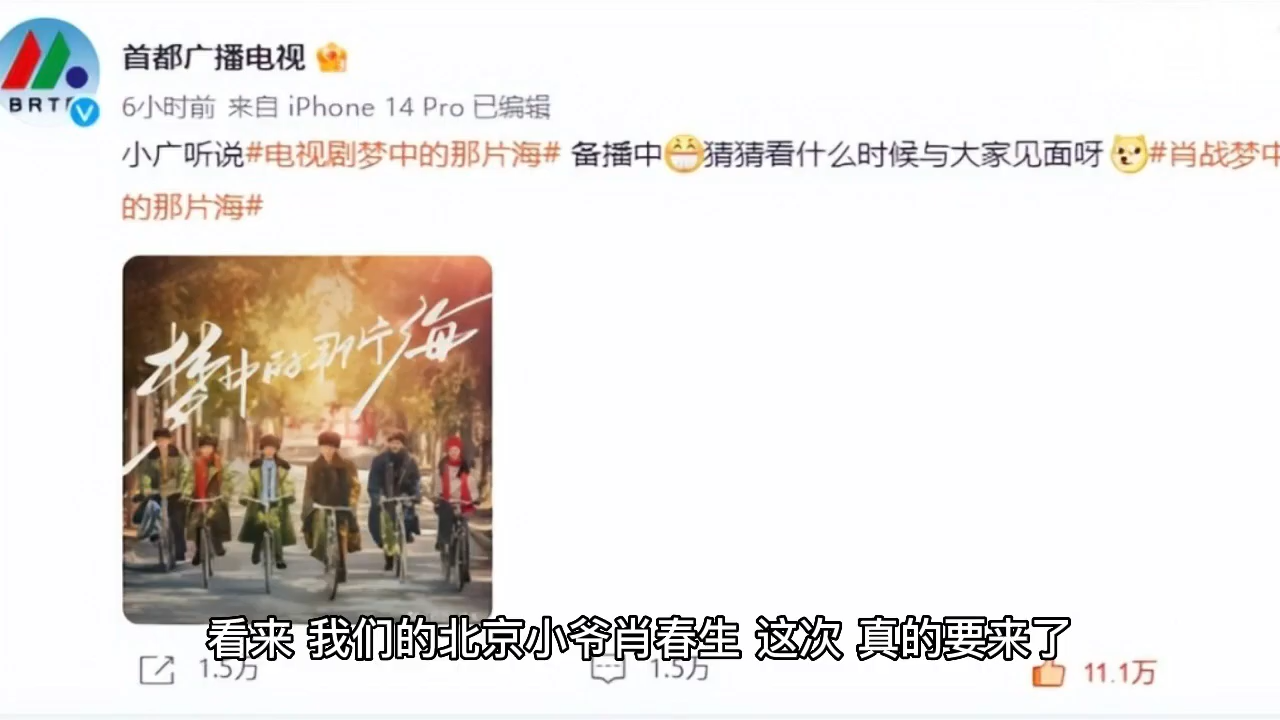 首都广播电视
BRT
6小时前 来自 iPhone 14 Pro 已编辑
小广听说#电视剧梦中的那片海# 备播中猜猜看什么时候与大家见面呀#肖战梦中
的那片海#
梦中的那片海
看来 我们的北京小爷肖春生 这次 真的要来了
1.5万 1.5万 11.1万